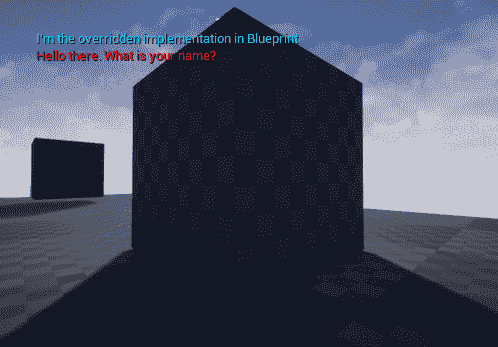 I'm the overridden implementation in Blueprint
Hello there. What is your name?